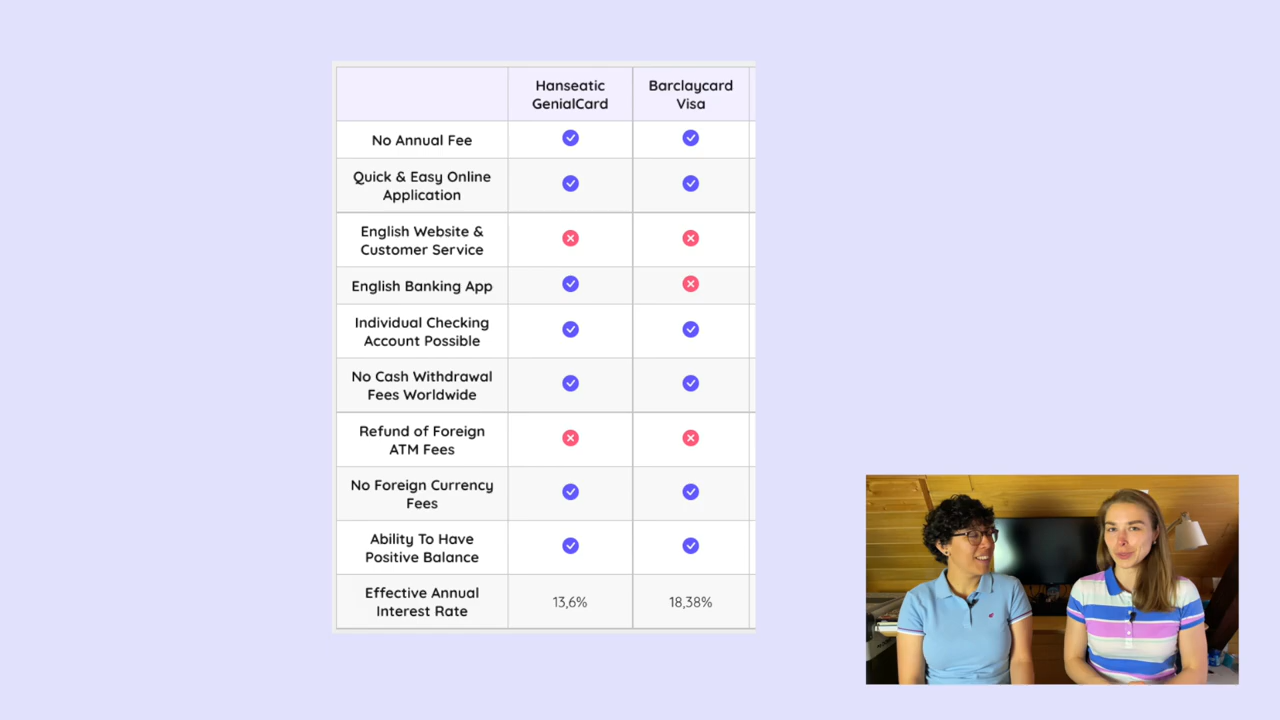 Hanseatic
GenialCard
Barclaycard
Visa
No Annual Fee
Quick & Easy Online
Application
English Website &
Customer Service
English Banking App
Individual Checking
Account Possible
No Cash Withdrawal
Fees Worldwide
Refund of Foreign
ATM Fees
No Foreign Currency
Fees
Ability To Have
Positive Balance
Effective Annual
Interest Rate
13,6%
18,38%